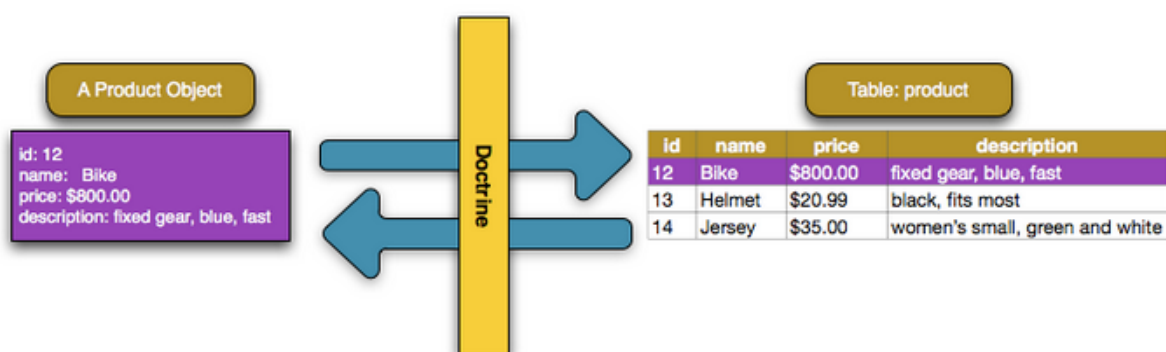 A Product Object
id: 12
name: Bike
price: $800.00
description: fixed gear, blue, fast
Doctrine
Table: product
id name price description
12 Bike $800.00 fixed gear, blue, fast
13 Helmet $20.99 black, fits most
14 Jersey $35.00 women's small, green and white